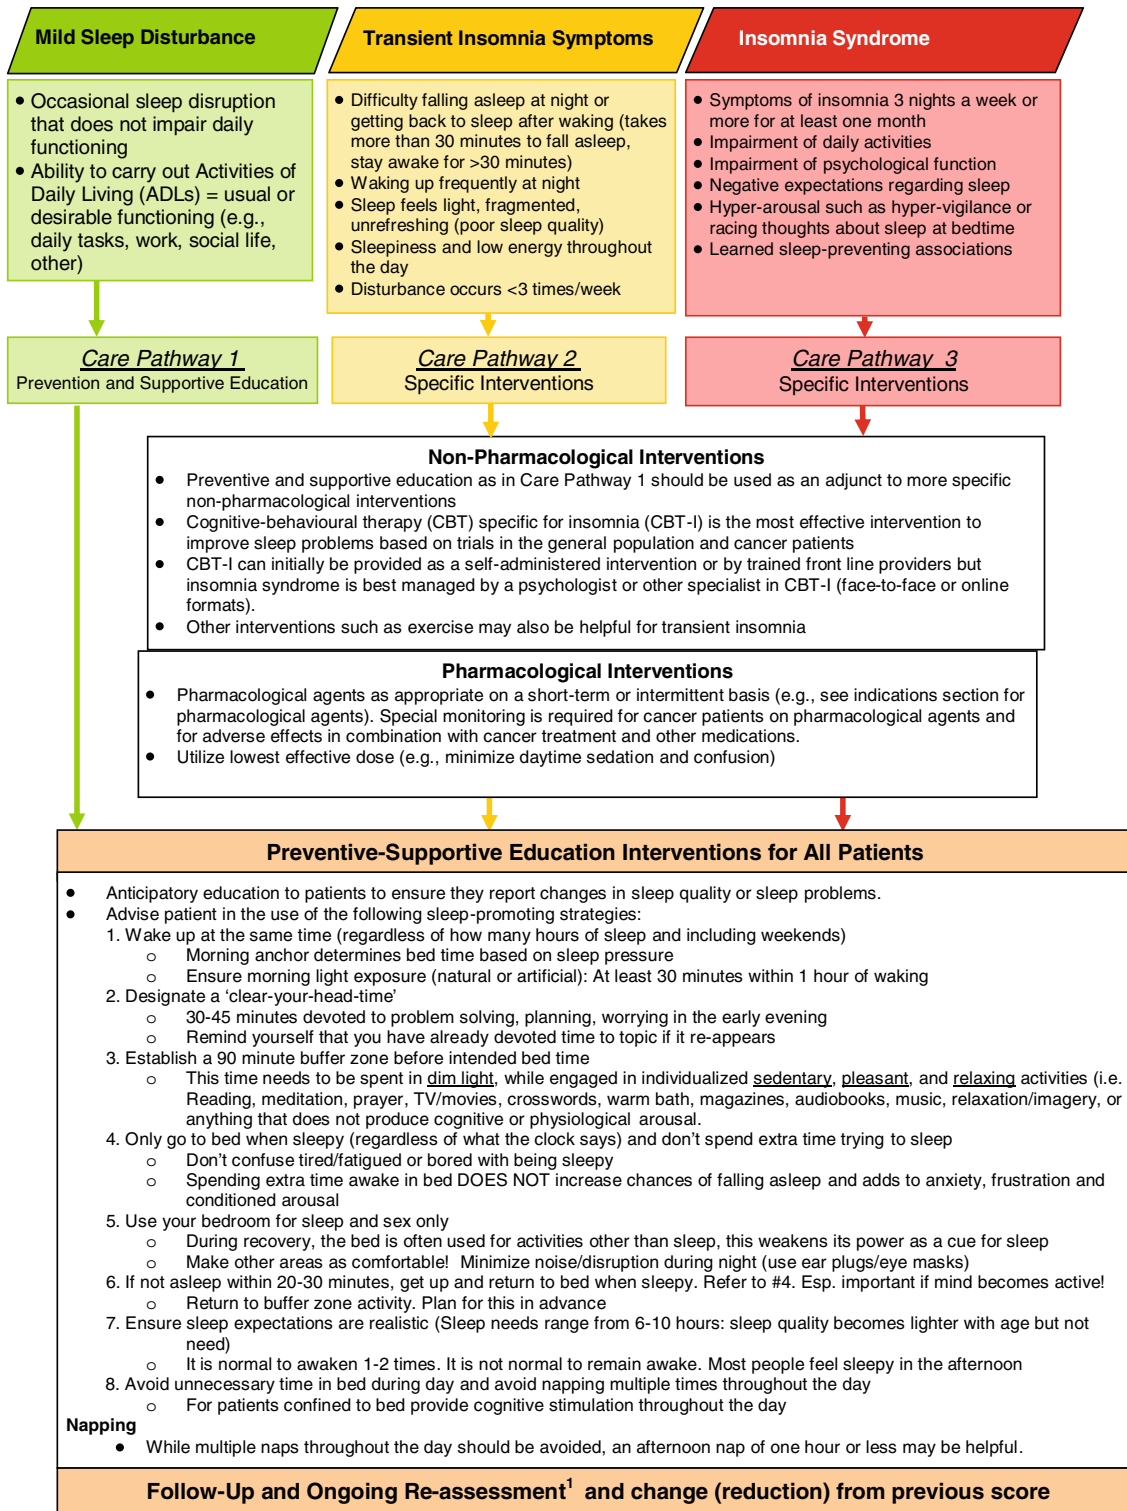 Mild Sleep Disturbance
Transient Insomnia Symptoms
Insomnia Syndrome
• Occasional sleep disruption
that does not impair daily
functioning
• Ability to carry out Activities of
Daily Living (ADLs) = usual or
desirable functioning (e.g.,
daily tasks, work, social life,
other)
• Difficulty falling asleep at night or
getting back to sleep after waking (takes
more than 30 minutes to fall asleep,
stay awake for >30 minutes)
• Waking up frequently at night
• Sleep feels light, fragmented,
unrefreshing (poor sleep quality)
• Sleepiness and low energy throughout
the day
• Disturbance occurs <3 times/week
• Symptoms of insomnia 3 nights a week or
more for at least one month
• Impairment of daily activities
• Impairment of psychological function
• Negative expectations regarding sleep
• Hyper-arousal such as hyper-vigilance or
racing thoughts about sleep at bedtime
• Learned sleep-preventing associations
Care Pathway 1
Prevention and Supportive Education
Care Pathway 2
Specific Interventions
Care Pathway 3
Specific Interventions
Non-Pharmacological Interventions
• Preventive and supportive education as in Care Pathway 1 should be used as an adjunct to more specific
non-pharmacological interventions
• Cognitive-behavioural therapy (CBT) specific for insomnia (CBT-I) is the most effective intervention to
improve sleep problems based on trials in the general population and cancer patients
• CBT-I can initially be provided as a self-administered intervention or by trained front line providers but
insomnia syndrome is best managed by a psychologist or other specialist in CBT-I (face-to-face or online
formats).
• Other interventions such as exercise may also be helpful for transient insomnia
Pharmacological Interventions
• Pharmacological agents as appropriate on a short-term or intermittent basis (e.g., see indications section for
pharmacological agents). Special monitoring is required for cancer patients on pharmacological agents and
for adverse effects in combination with cancer treatment and other medications.
• Utilize lowest effective dose (e.g., minimize daytime sedation and confusion)
Preventive-Supportive Education Interventions for All Patients
• Anticipatory education to patients to ensure they report changes in sleep quality or sleep problems.
• Advise patient in the use of the following sleep-promoting strategies:
1. Wake up at the same time (regardless of how many hours of sleep and including weekends)
o Morning anchor determines bed time based on sleep pressure
o Ensure morning light exposure (natural or artificial): At least 30 minutes within 1 hour of waking
2. Designate a ‘clear-your-head-time’
o 30-45 minutes devoted to problem solving, planning, worrying in the early evening
o Remind yourself that you have already devoted time to topic if it re-appears
3. Establish a 90 minute buffer zone before intended bed time
o This time needs to be spent in dim light, while engaged in individualized sedentary, pleasant, and relaxing activities (i.e.
Reading, meditation, prayer, TV/movies, crosswords, warm bath, magazines, audiobooks, music, relaxation/imagery, or
anything that does not produce cognitive or physiological arousal.
4. Only go to bed when sleepy (regardless of what the clock says) and don’t spend extra time trying to sleep
o Don’t confuse tired/fatigued or bored with being sleepy
o Spending extra time awake in bed DOES NOT increase chances of falling asleep and adds to anxiety, frustration and
conditioned arousal
5. Use your bedroom for sleep and sex only
o During recovery, the bed is often used for activities other than sleep, this weakens its power as a cue for sleep
o Make other areas as comfortable! Minimize noise/disruption during night (use ear plugs/eye masks)
6. If not asleep within 20-30 minutes, get up and return to bed when sleepy. Refer to #4. Esp. important if mind becomes active!
o Return to buffer zone activity. Plan for this in advance
7. Ensure sleep expectations are realistic (Sleep needs range from 6-10 hours: sleep quality becomes lighter with age but not
need)
o It is normal to awaken 1-2 times. It is not normal to remain awake. Most people feel sleepy in the afternoon
8. Avoid unnecessary time in bed during day and avoid napping multiple times throughout the day
o For patients confined to bed provide cognitive stimulation throughout the day
Napping
• While multiple naps throughout the day should be avoided, an afternoon nap of one hour or less may be helpful.
Follow-Up and Ongoing Re-assessment¹ and change (reduction) from previous score